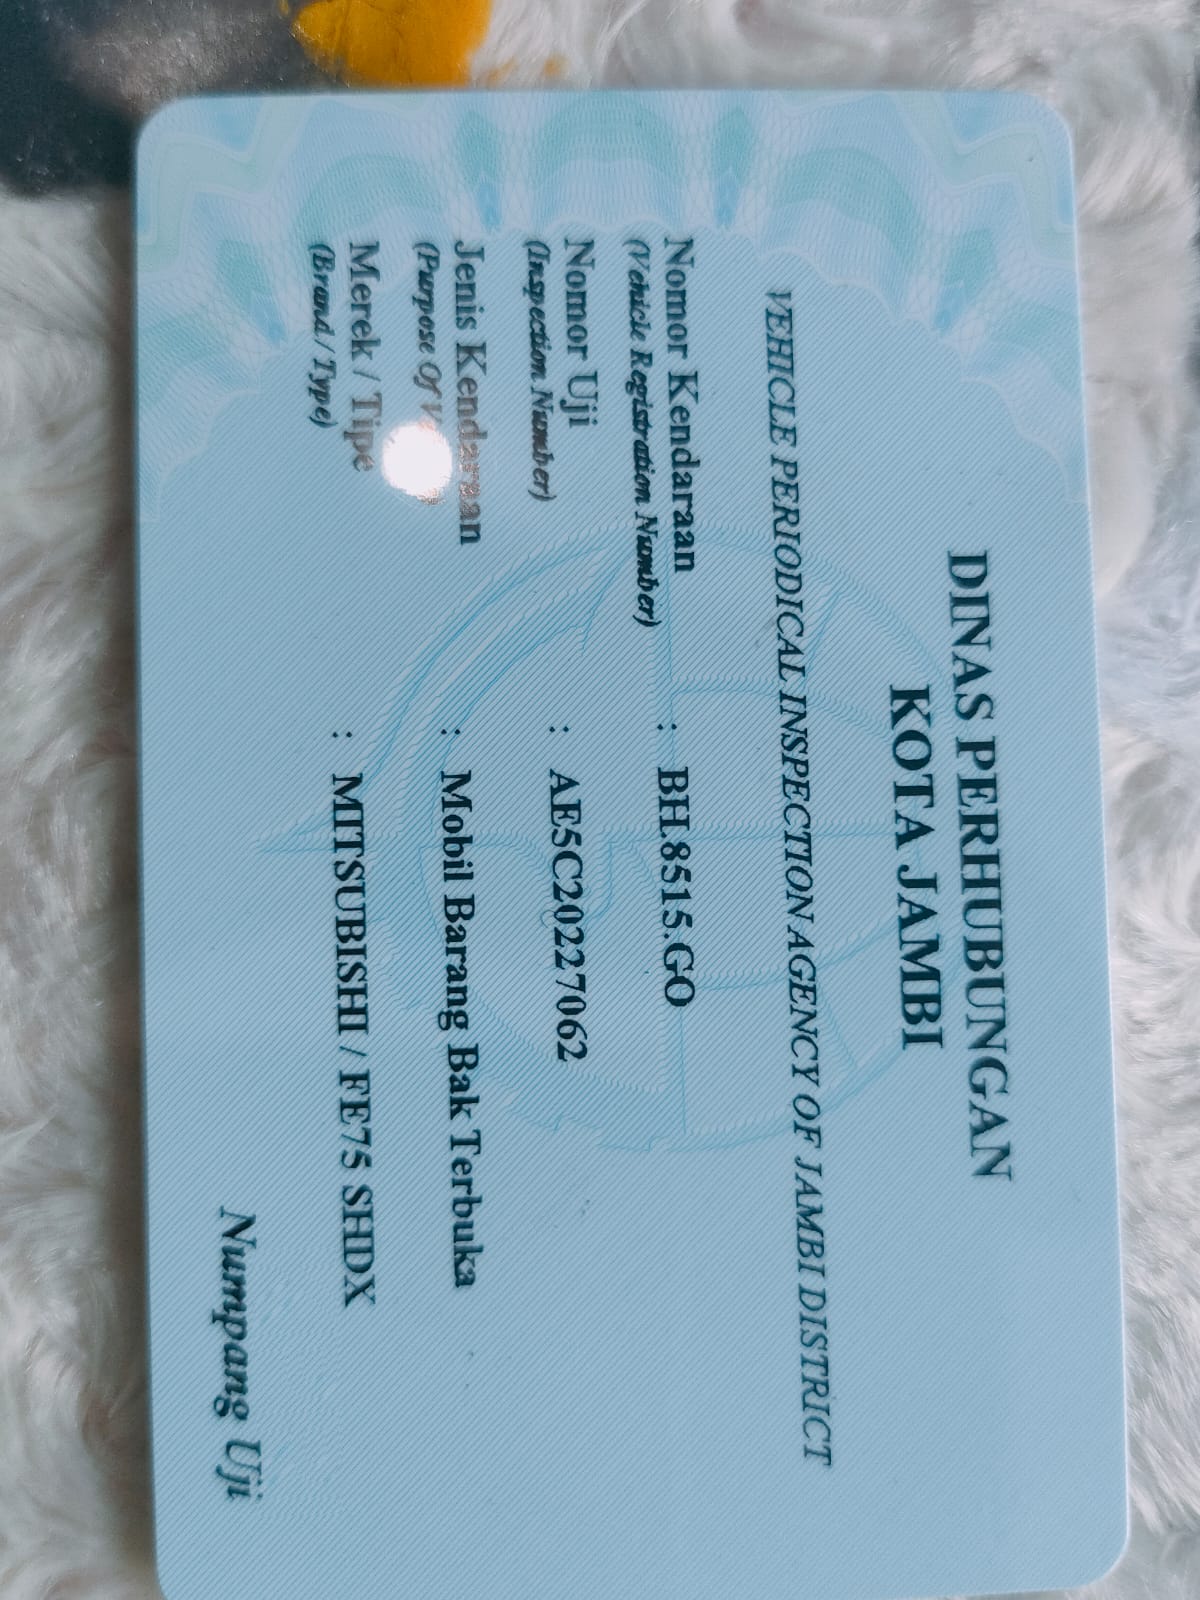 DINAS PERHUBUNGAN
KOTA JAMBI
VEHICLE PERIODICAL INSPECTION AGENCY OF JAMBI DISTRICT
Nomor Kendaraan : BH.8515.GO
(Vehicle Registration Number)
Nomor Uji : AE5C20227062
(Inspection Number)
Jenis Kendaraan : Mobil Barang Bak Terbuka
(Purpose Of
Merek / Tipe : MITSUBISHI / FE75 SHDX
(Brand / Type)
Numpang Uji